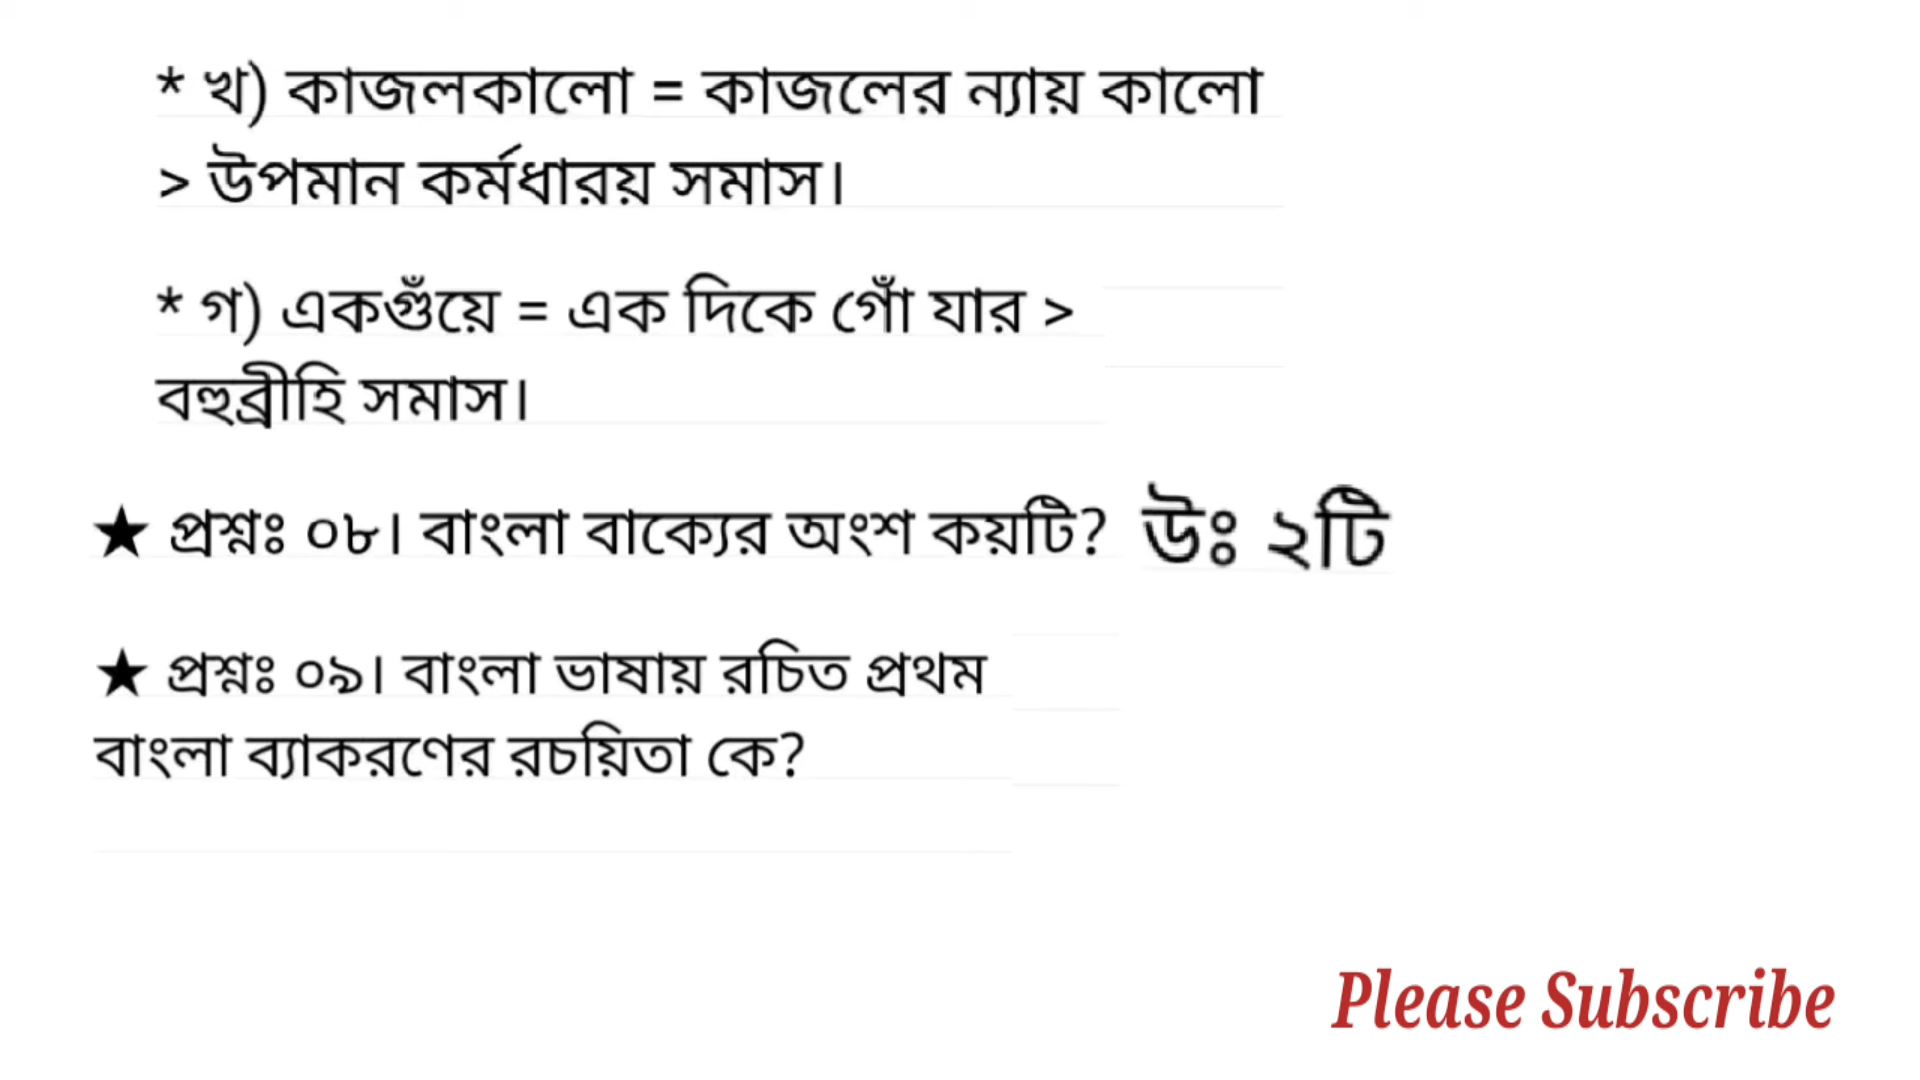 * খ) কাজলকালো = কাজলের ন্যায় কালো
> উপমান কর্মধারয় সমাস।
* গ) একগুঁয়ে = এক দিকে গোঁ যার >
বহুব্রীহি সমাস।
★ প্রশ্নঃ ০৮। বাংলা বাক্যের অংশ কয়টি? উঃ ২টি
★ প্রশ্নঃ ০৯। বাংলা ভাষায় রচিত প্রথম
বাংলা ব্যাকরণের রচয়িতা কে?
Please Subscribe